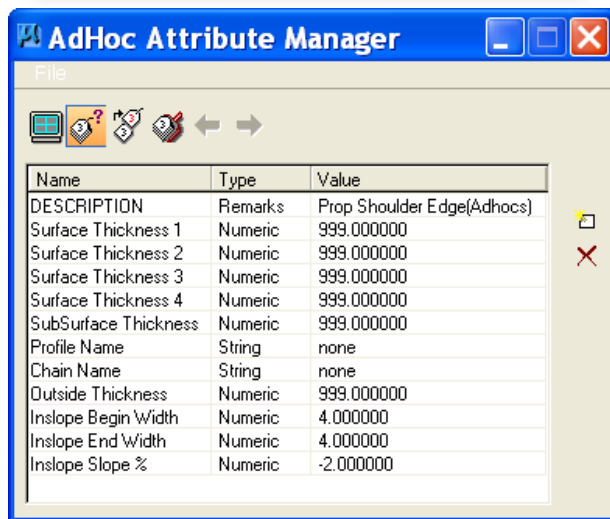 AdHoc Attribute Manager
File
Name Type Value
DESCRIPTION Remarks Prop Shoulder Edge(Adhocs)
Surface Thickness 1 Numeric 999.000000
Surface Thickness 2 Numeric 999.000000
Surface Thickness 3 Numeric 999.000000
Surface Thickness 4 Numeric 999.000000
SubSurface Thickness Numeric 999.000000
Profile Name String none
Chain Name String none
Outside Thickness Numeric 999.000000
Inslope Begin Width Numeric 4.000000
Inslope End Width Numeric 4.000000
Inslope Slope % Numeric -2.000000